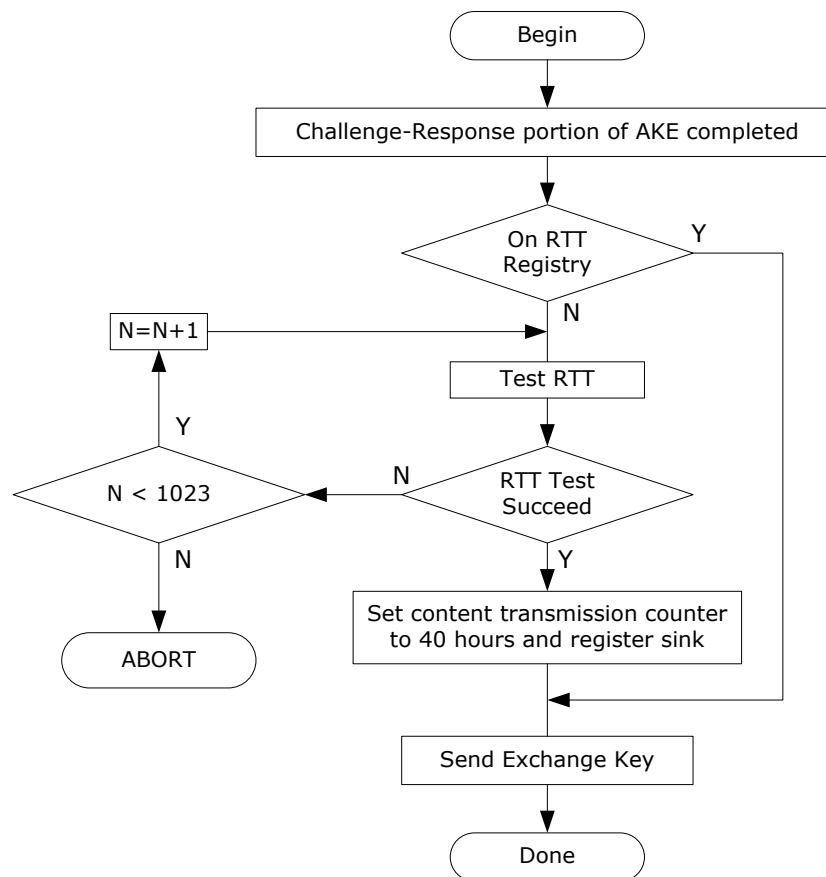 Begin
Challenge-Response portion of AKE completed
On RTT
Registry
Y
N
N=N+1
Test RTT
Y
N < 1023
N
RTT Test
Succeed
N
Y
Set content transmission counter
to 40 hours and register sink
ABORT
Send Exchange Key
Done